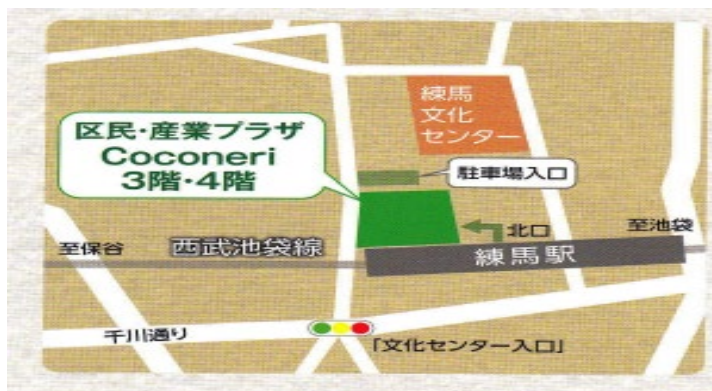 練馬
文化
センター
区民・産業プラザ
Coconeri
3階・4階
駐車場入口
北口
至池袋
至保谷
西武池袋線
練馬駅
千川通り
「文化センター入口」